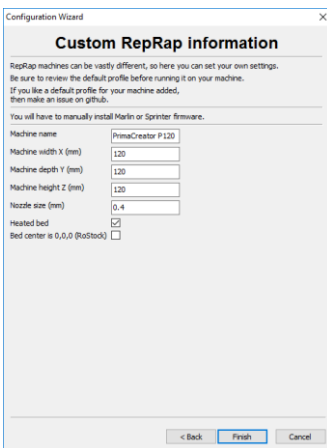 Configuration Wizard
Custom RepRap information
RepRap machines can be vastly different, so here you can set your own settings.
Be sure to review the default profile before running it on your machine.
If you like a default profile for your machine added,
then make an issue on github.
You will have to manually install Marlin or Sprinter firmware.
Machine name PrimaCreator P120
Machine width X (mm) 120
Machine depth Y (mm) 120
Machine height Z (mm) 120
Nozzle size (mm) 0.4
Heated bed
Bed center is 0,0,0 (RoStock)
< Back Finish Cancel